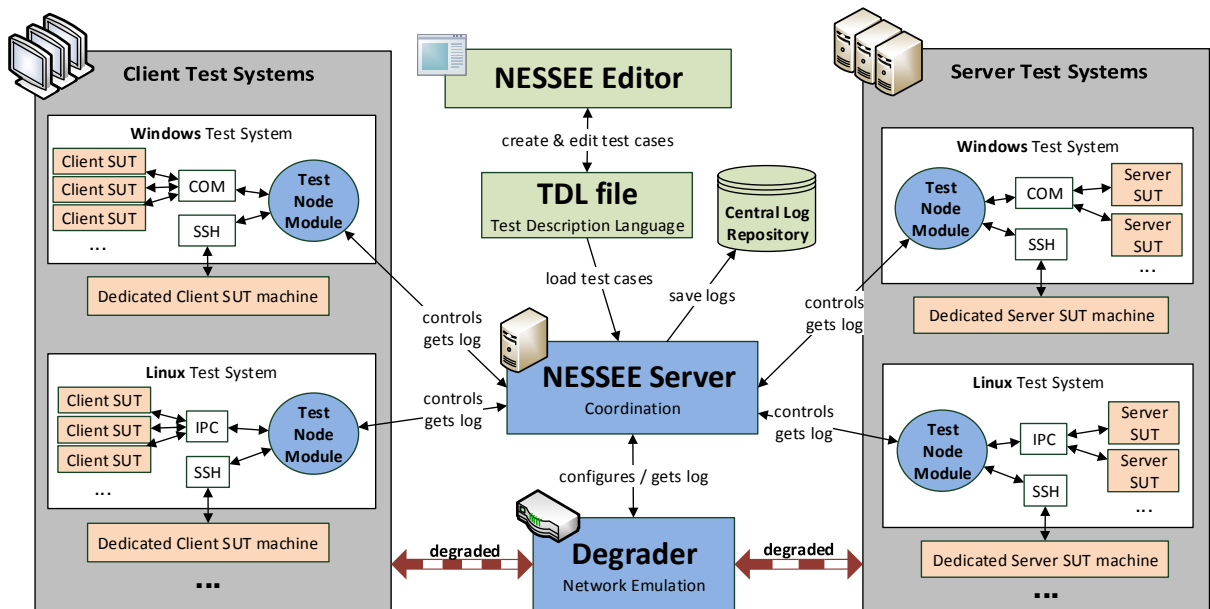 Client Test Systems
Windows Test System
Client SUT
Client SUT
Client SUT
...
COM
SSH
Test
Node
Module
Dedicated Client SUT machine
Linux Test System
Client SUT
Client SUT
Client SUT
...
IPC
SSH
Test
Node
Module
Dedicated Client SUT machine
...
NESSEE Editor
create & edit test cases
TDL file
Test Description Language
Central Log
Repository
load test cases
save logs
controls
gets log
controls
gets log
NESSEE Server
Coordination
controls
gets log
controls
gets log
configures / gets log
degraded
Degrader
Network Emulation
degraded
Server Test Systems
Windows Test System
Test
Node
Module
COM
SSH
Server
SUT
Server
SUT
...
Dedicated Server SUT machine
Linux Test System
Test
Node
Module
IPC
SSH
Server
SUT
Server
SUT
...
Dedicated Server SUT machine
...